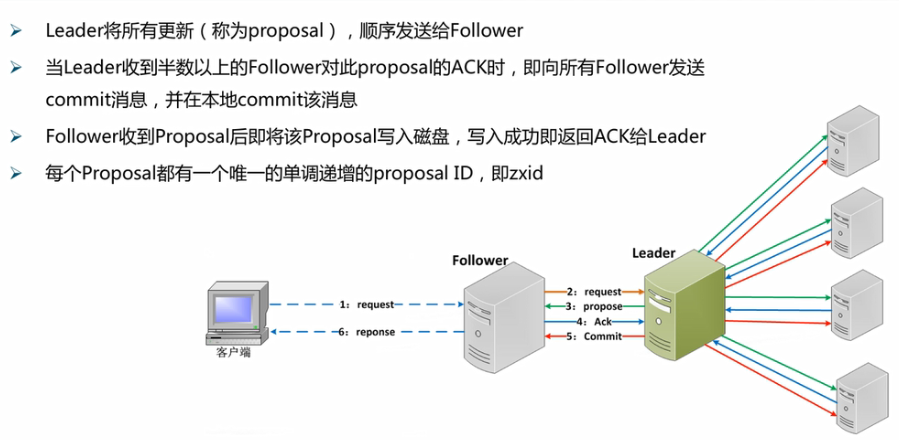 Leader将所有更新（称为proposal），顺序发送给Follower
当Leader收到半数以上的Follower对此proposal的ACK时，即向所有Follower发送
commit消息，并在本地commit该消息
Follower收到Proposal后即将该Proposal写入磁盘，写入成功即返回ACK给Leader
每个Proposal都有一个唯一的单调递增的proposal ID，即zxid
Leader
Follower
1：request
2：request
3：propose
4：Ack
6：reponse
5：Commit
客户端